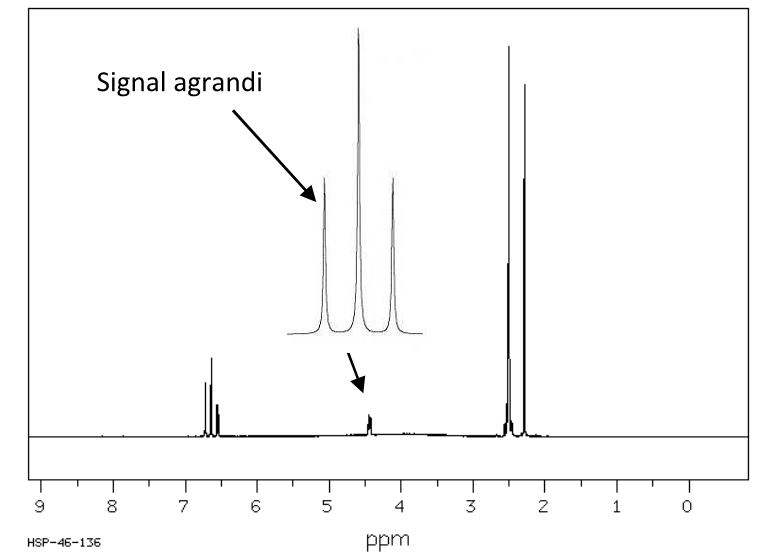 Signal agrandi
9 8 7 6 5 4 3 2 1 0
HSP-46-136
ppm